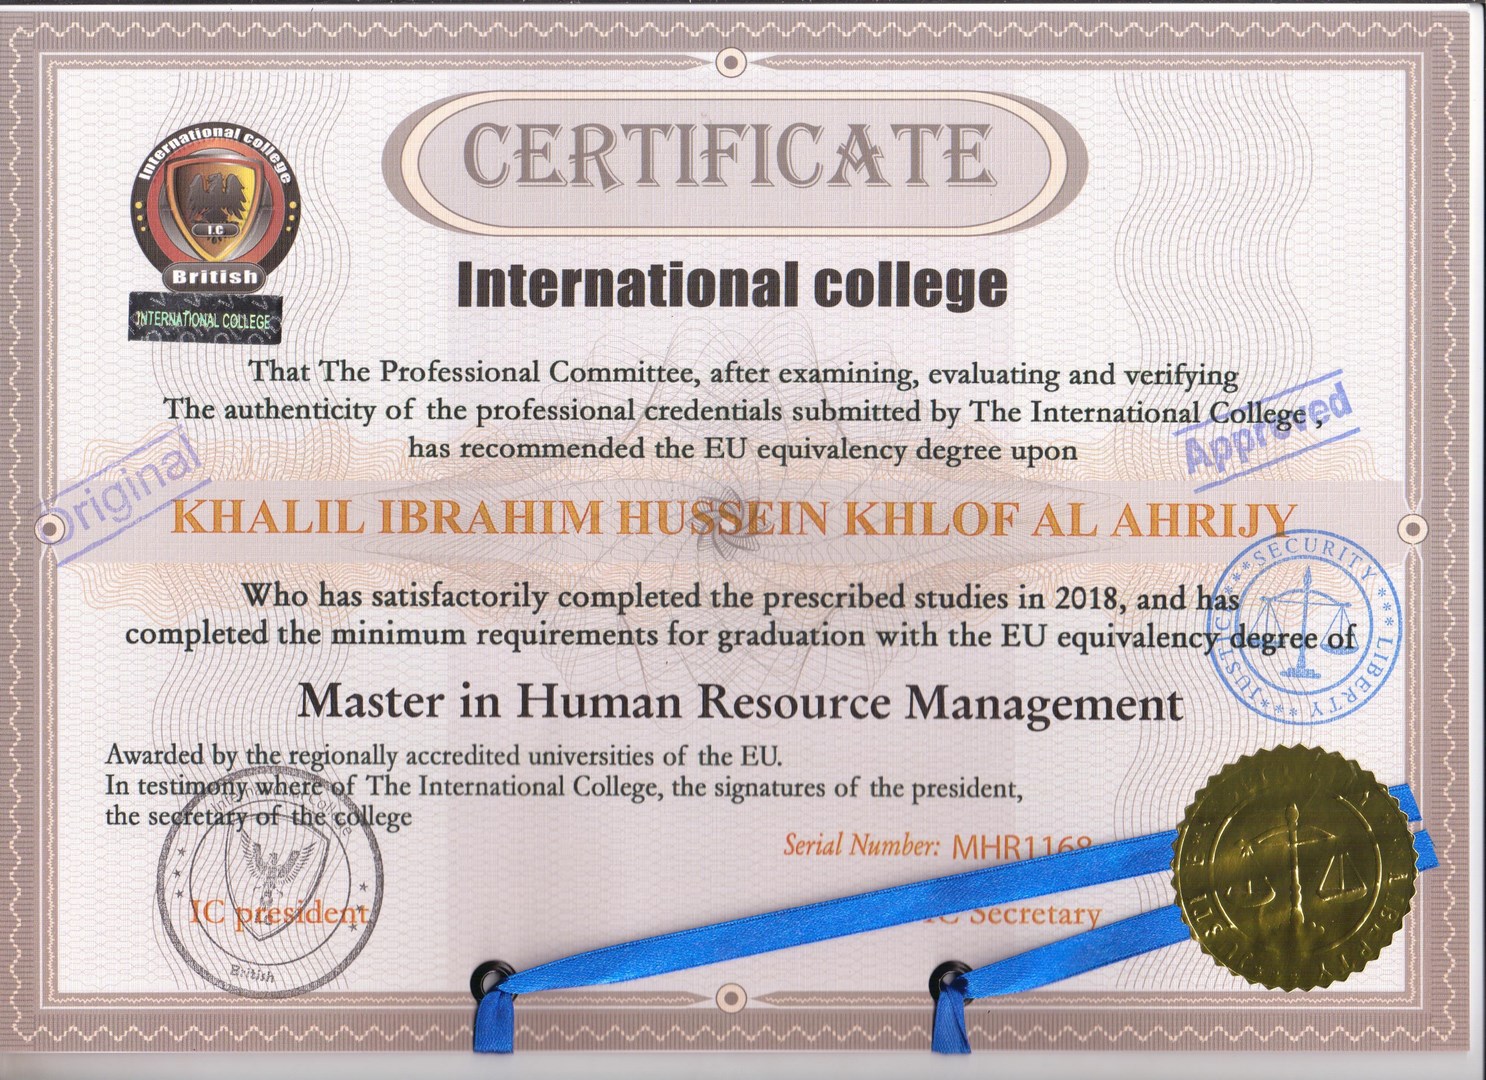 CERTIFICATE
International college
I.C
British
INTERNATIONAL COLLEGE
International college
That The Professional Committee, after examining, evaluating and verifying
The authenticity of the professional credentials submitted by The International College ,
has recommended the EU equivalency degree upon
Approved
Original
KHALIL IBRAHIM HUSSEIN KHLOF AL AHRIJY
Who has satisfactorily completed the prescribed studies in 2018, and has
completed the minimum requirements for graduation with the EU equivalency degree of
SECURITY LIBERTY JUSTICE
Master in Human Resource Management
Awarded by the regionally accredited universities of the EU.
In testimony where of The International College, the signatures of the president,
the secretary of the college
Serial Number: MHR1168
IC president
IC Secretary
British